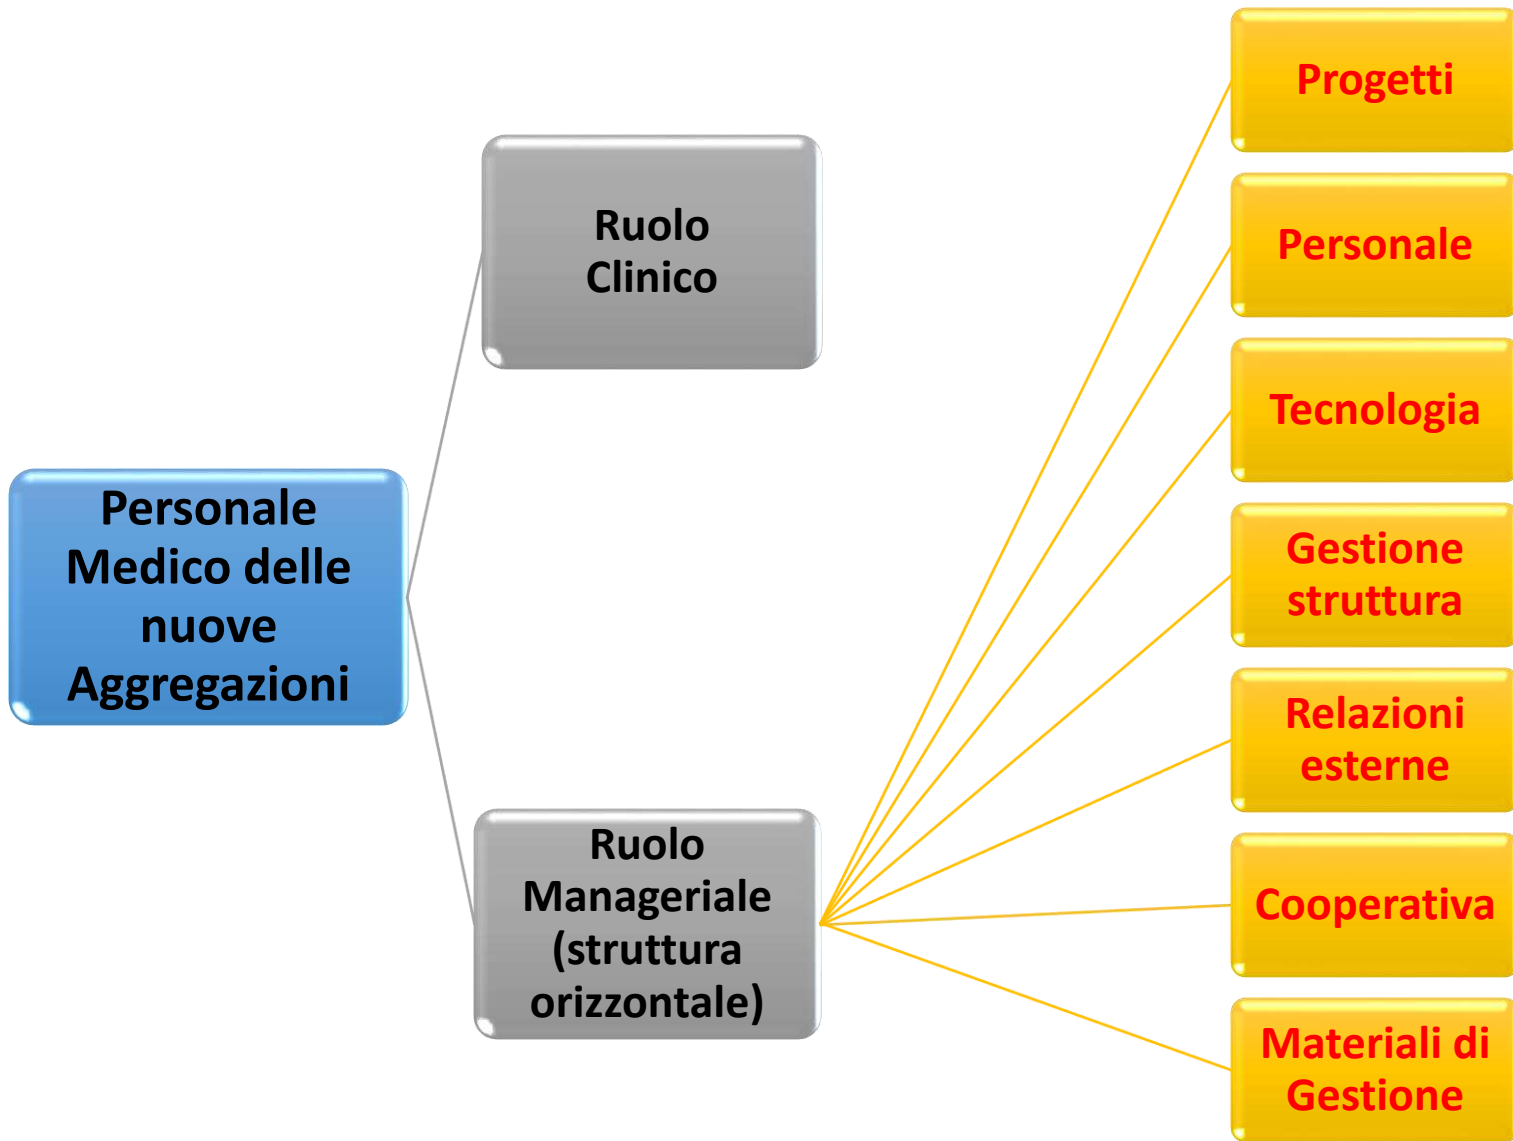 Personale
Medico delle
nuove
Aggregazioni
Ruolo
Clinico
Ruolo
Manageriale
(struttura
orizzontale)
Progetti
Personale
Tecnologia
Gestione
struttura
Relazioni
esterne
Cooperativa
Materiali di
Gestione